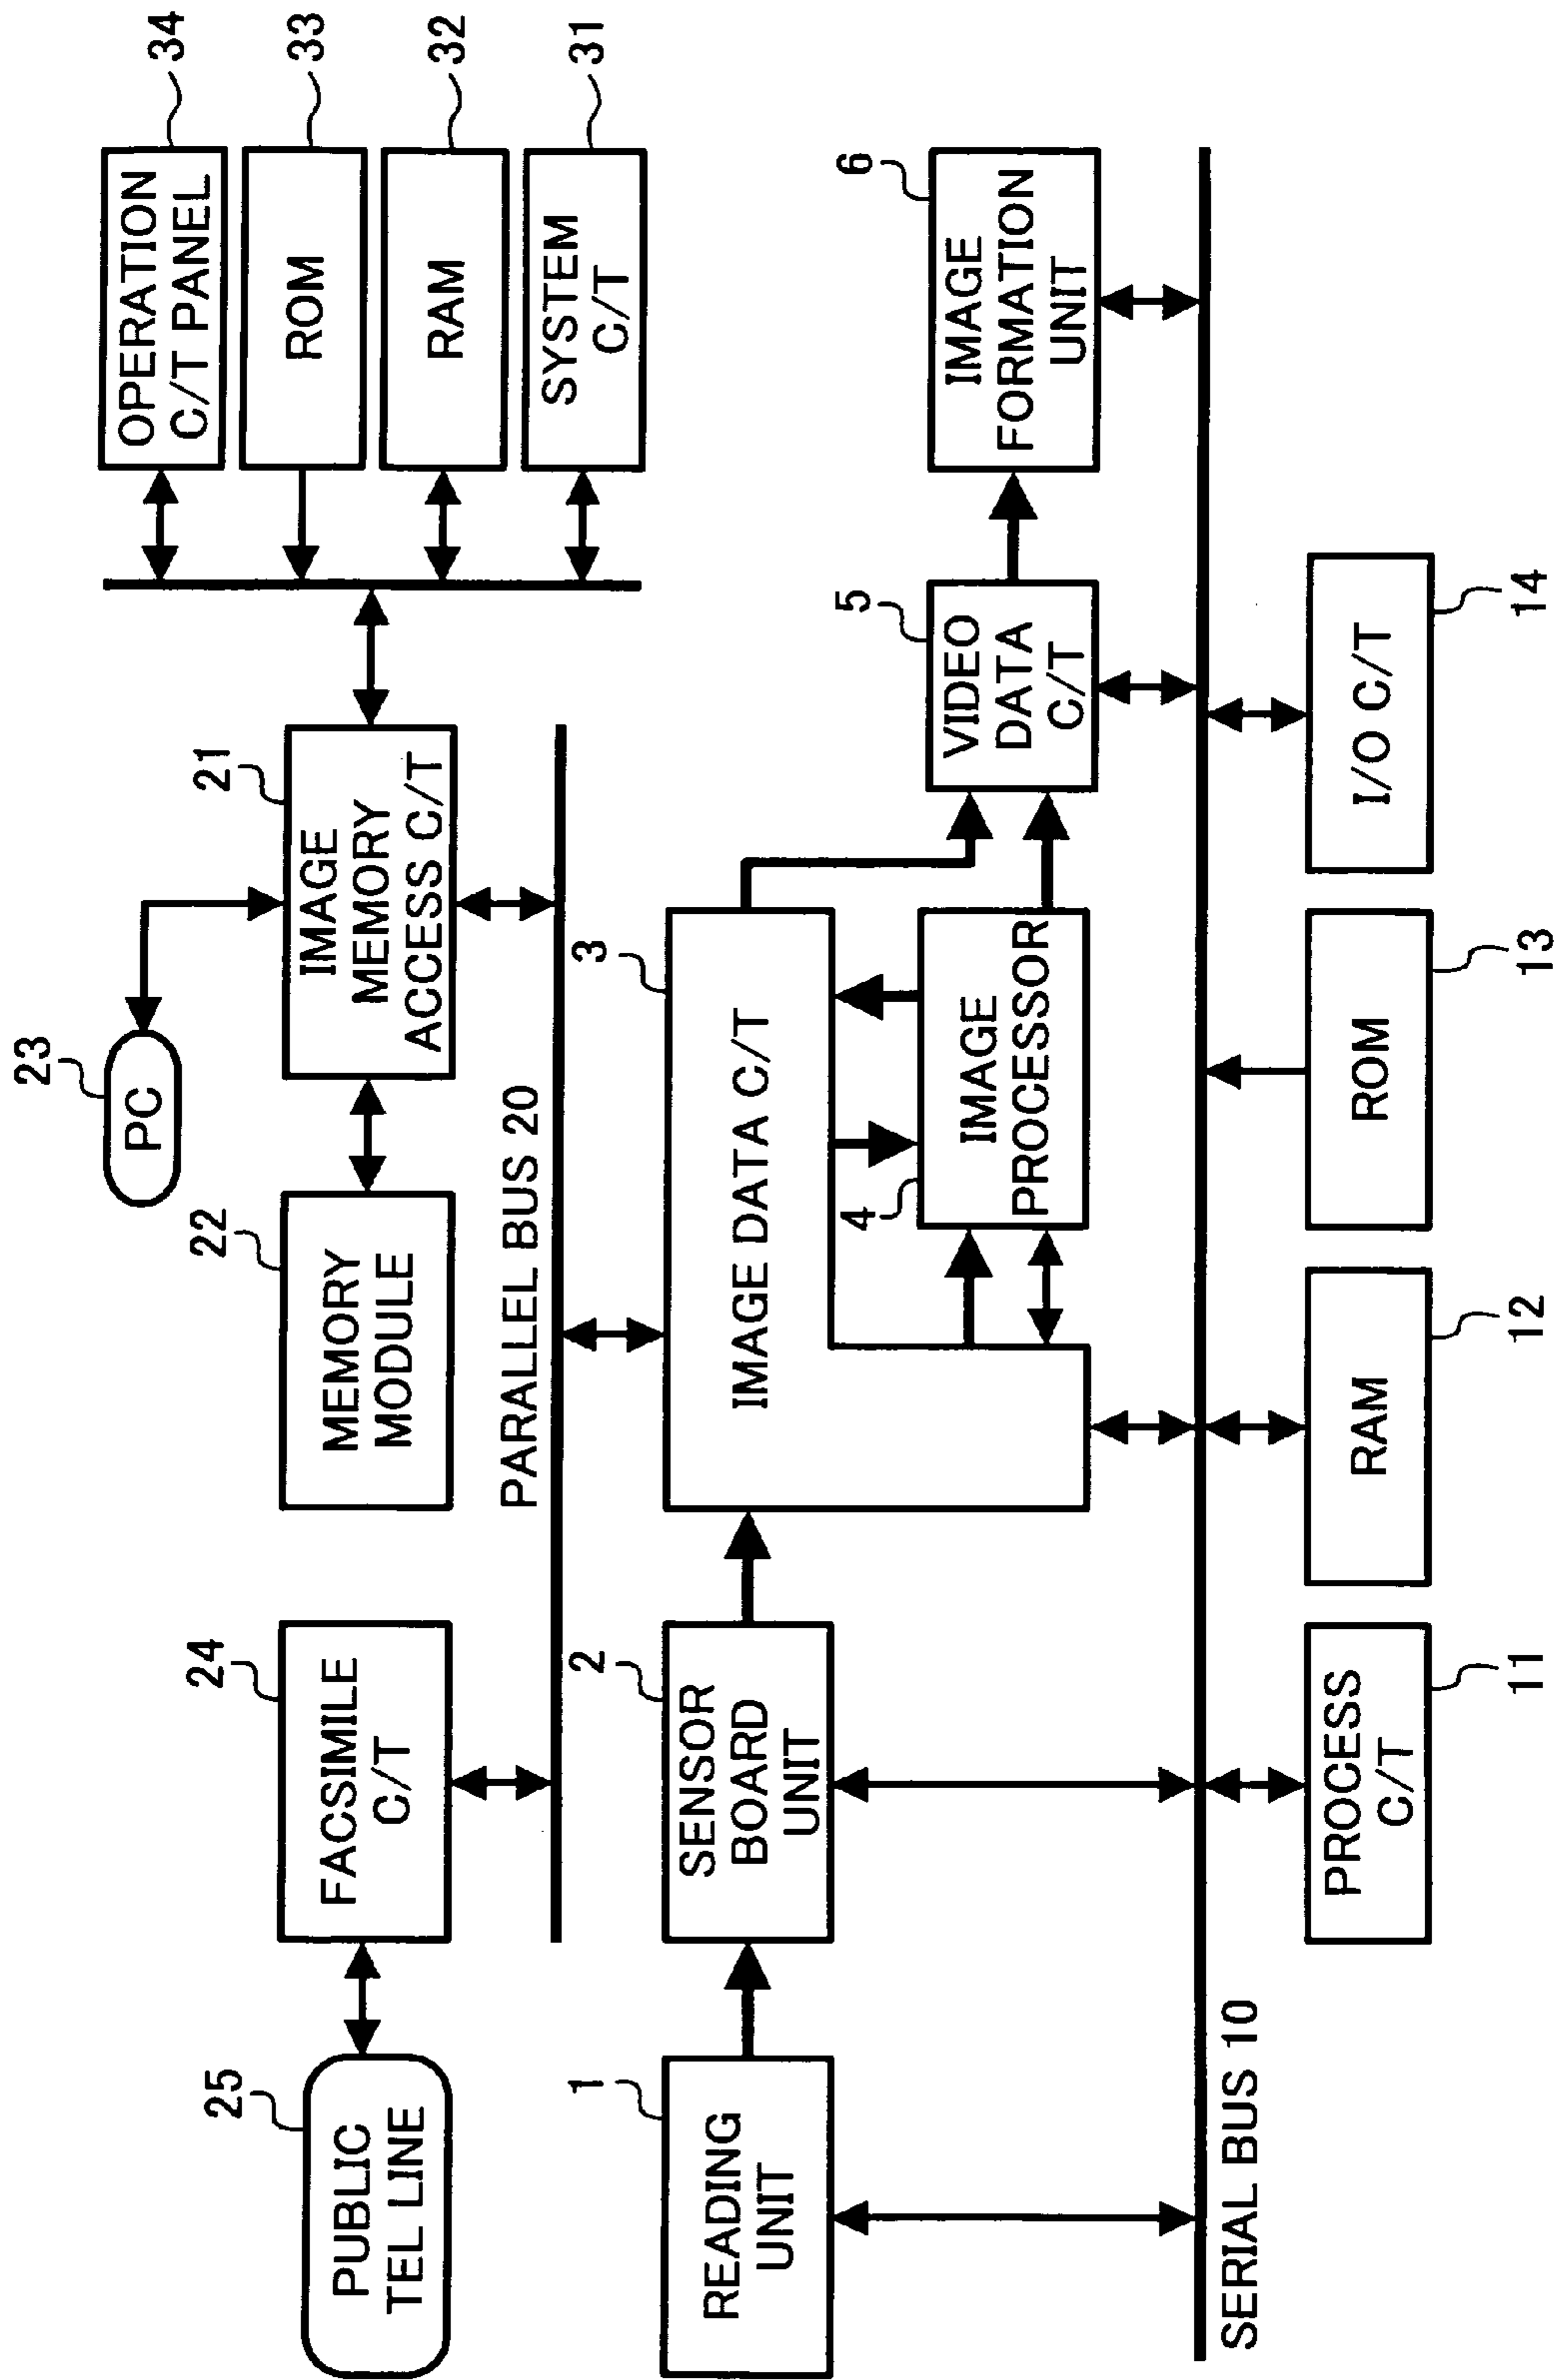 34
OPERATION
C/T PANEL
33
ROM
32
RAM
31
SYSTEM
C/T
23
PC
21
IMAGE
MEMORY
ACCESS C/T
22
MEMORY
MODULE
24
FACSIMILE
C/T
25
PUBLIC
TEL LINE
PARALLEL BUS 20
1
READING
UNIT
2
SENSOR
BOARD
UNIT
3
IMAGE DATA C/T
4
IMAGE
PROCESSOR
5
VIDEO
DATA
C/T
6
IMAGE
FORMATION
UNIT
SERIAL BUS 10
PROCESS
C/T
11
RAM
12
ROM
13
I/O C/T
14